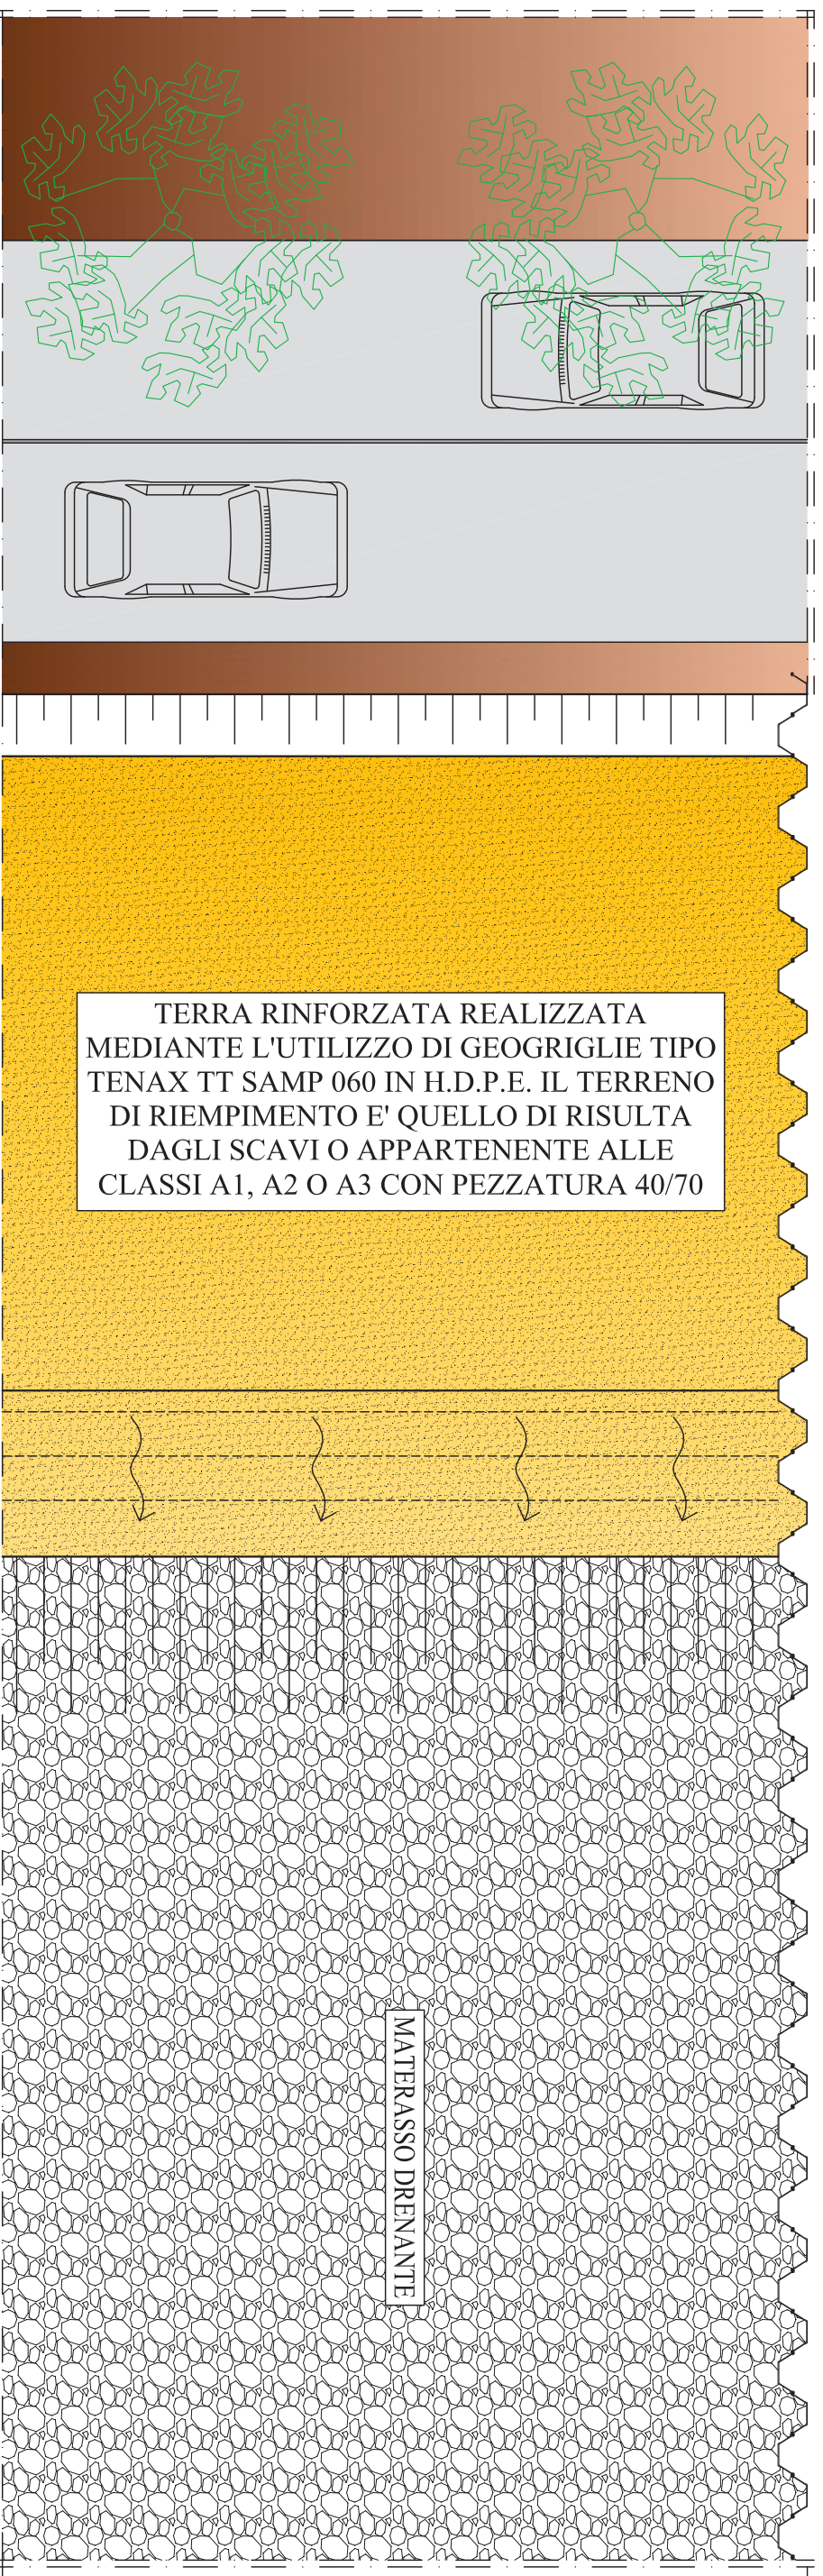 TERRA RINFORZATA REALIZZATA
MEDIANTE L'UTILIZZO DI GEOGRIGLIE TIPO
TENAX TT SAMP 060 IN H.D.P.E. IL TERRENO
DI RIEMPIMENTO E' QUELLO DI RISULTA
DAGLI SCAVI O APPARTENENTE ALLE
CLASSI A1, A2 O A3 CON PEZZATURA 40/70
MATERASSO DRENANTE